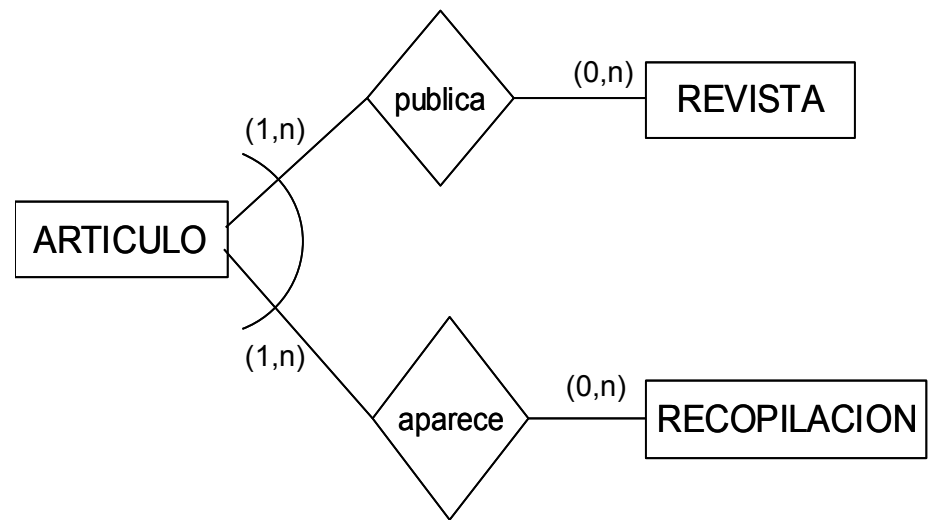 publica
(0,n)
REVISTA
(1,n)
ARTICULO
(1,n)
aparece
(0,n)
RECOPILACION